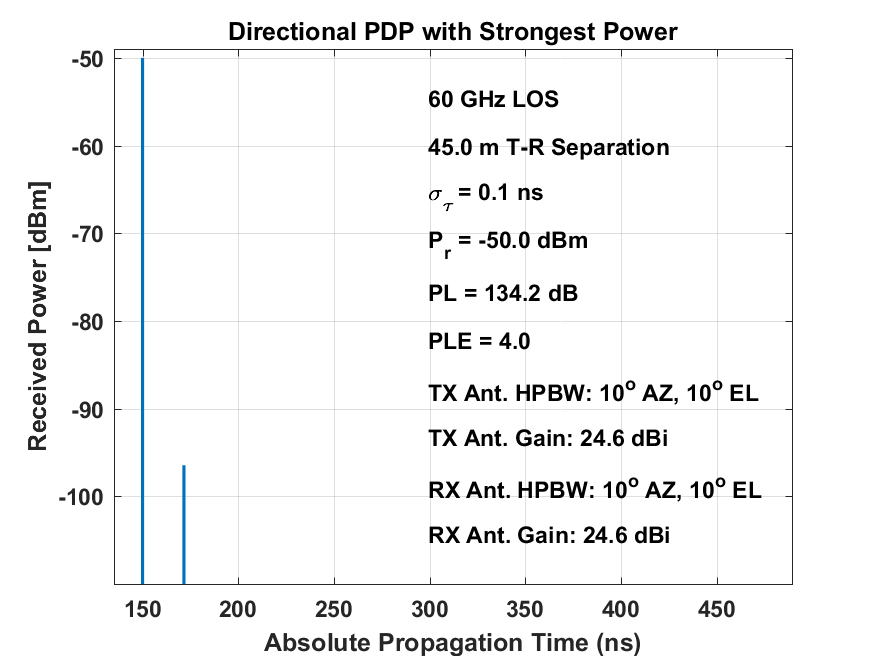 Directional PDP with Strongest Power
Received Power [dBm]
-50
-60
-70
-80
-90
-100
60 GHz LOS
45.0 m T-R Separation
σ_τ = 0.1 ns
P_r = -50.0 dBm
PL = 134.2 dB
PLE = 4.0
TX Ant. HPBW: 10° AZ, 10° EL
TX Ant. Gain: 24.6 dBi
RX Ant. HPBW: 10° AZ, 10° EL
RX Ant. Gain: 24.6 dBi
150 200 250 300 350 400 450
Absolute Propagation Time (ns)